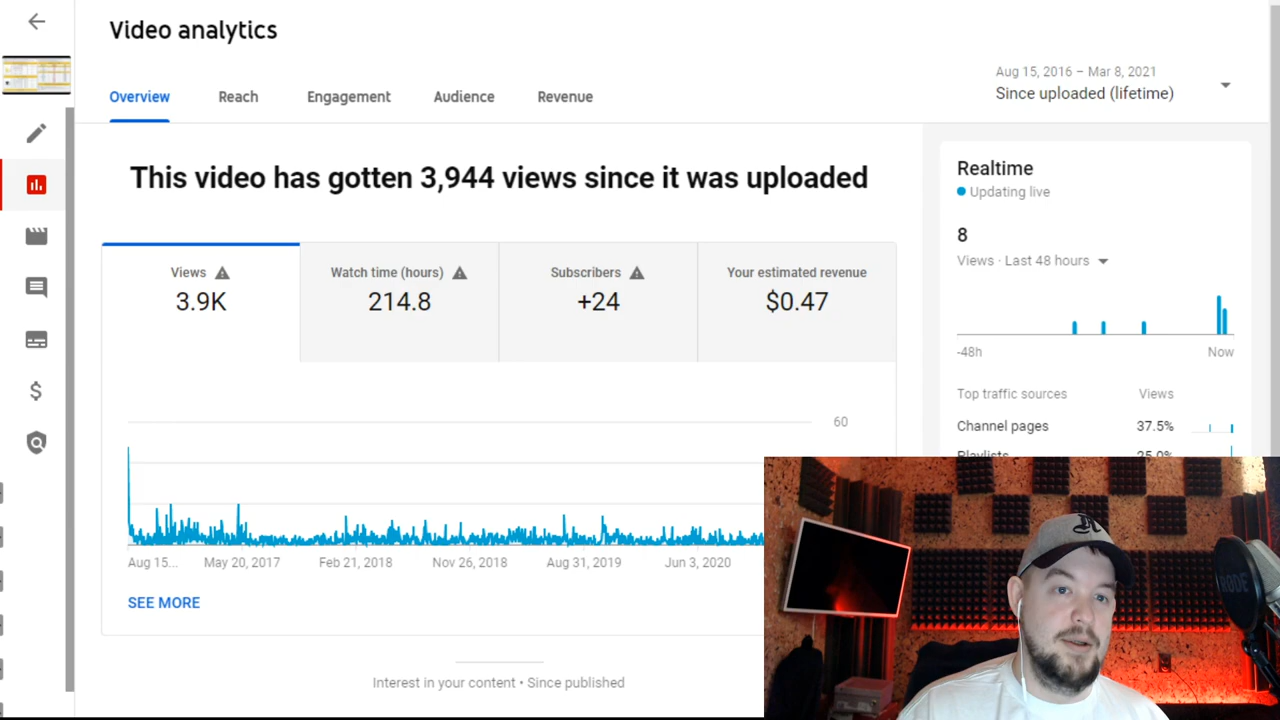 Video analytics
Overview
Reach
Engagement
Audience
Revenue
Aug 15, 2016 – Mar 8, 2021
Since uploaded (lifetime)
This video has gotten 3,944 views since it was uploaded
Views
3.9K
Watch time (hours)
214.8
Subscribers
+24
Your estimated revenue
$0.47
60
Aug 15...
May 20, 2017
Feb 21, 2018
Nov 26, 2018
Aug 31, 2019
Jun 3, 2020
SEE MORE
Interest in your content • Since published
Realtime
Updating live
8
Views · Last 48 hours
-48h
Now
Top traffic sources
Views
Channel pages
37.5%
Playlists
25.0%
RODE